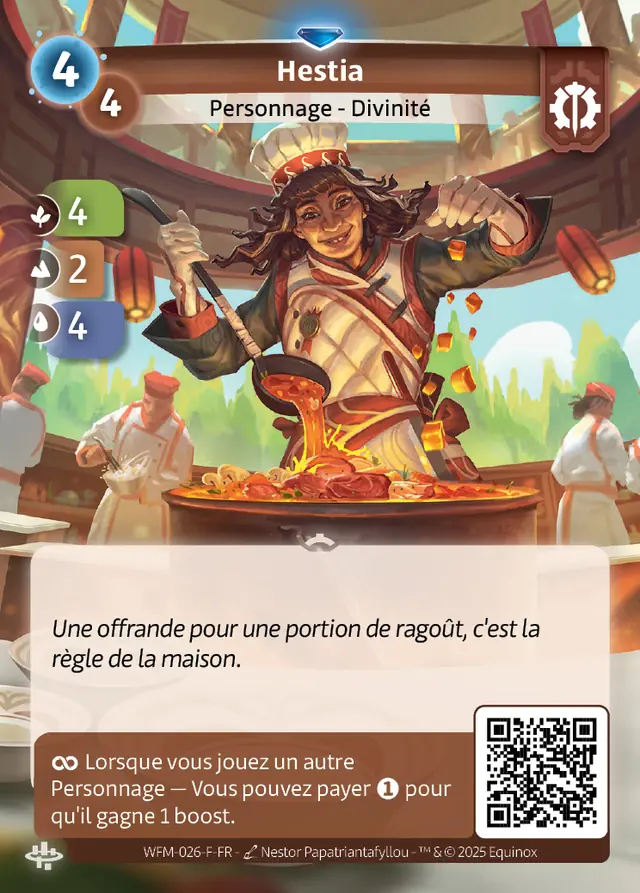 4
Hestia
4
Personnage - Divinité
4
2
4
Une offrande pour une portion de ragoût, c'est la
règle de la maison.
∞ Lorsque vous jouez un autre
Personnage — Vous pouvez payer ❶ pour
qu'il gagne 1 boost.
WFM-026-F-FR - Nestor Papatriantafyllou - ™ & © 2025 Equinox